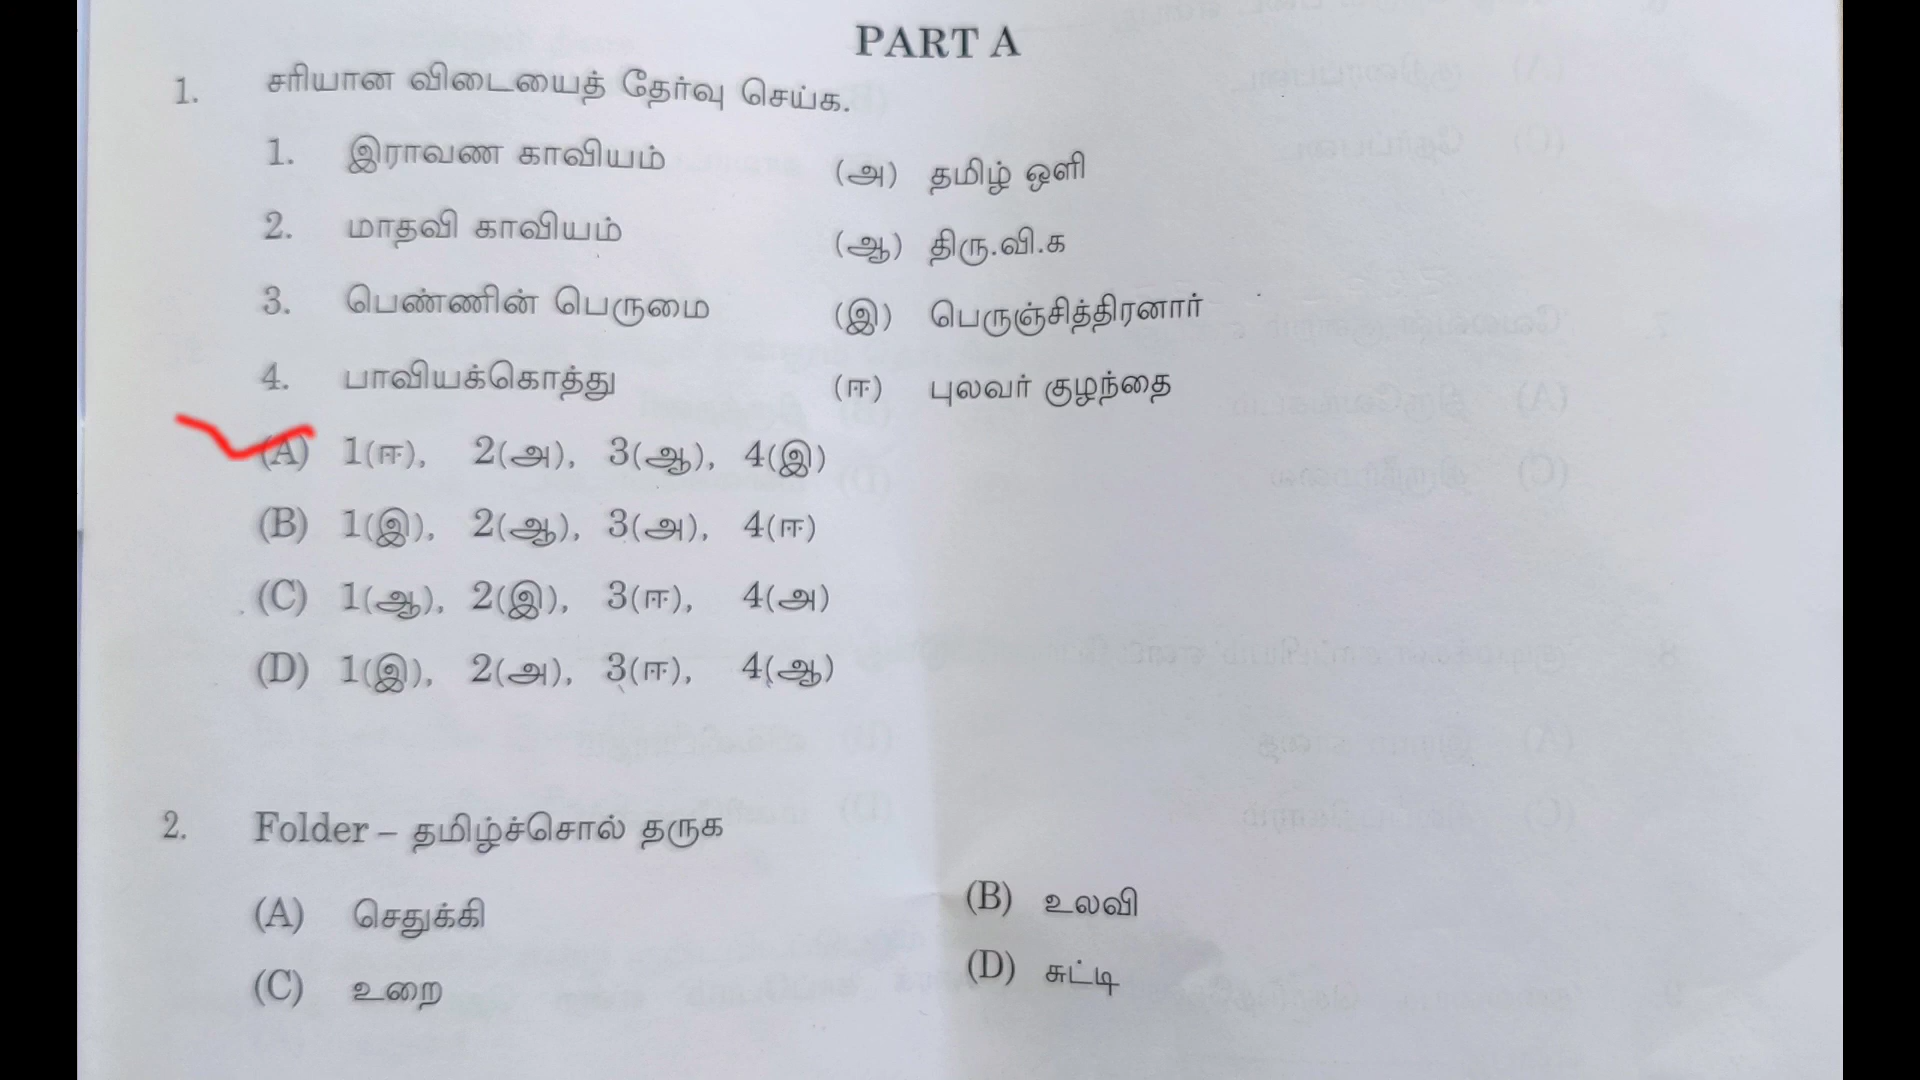 PART A
1. சரியான விடையைத் தேர்வு செய்க.
1. இராவண காவியம் (அ) தமிழ் ஒளி
2. மாதவி காவியம் (ஆ) திரு.வி.க
3. பெண்ணின் பெருமை (இ) பெருஞ்சித்திரனார்
4. பாவியக்கொத்து (ஈ) புலவர் குழந்தை
(A) 1(ஈ), 2(அ), 3(ஆ), 4(இ)
(B) 1(இ), 2(ஆ), 3(அ), 4(ஈ)
(C) 1(ஆ), 2(இ), 3(ஈ), 4(அ)
(D) 1(இ), 2(அ), 3(ஈ), 4(ஆ)
2. Folder – தமிழ்ச்சொல் தருக
(A) செதுக்கி (B) உலவி
(C) உறை (D) சுட்டி